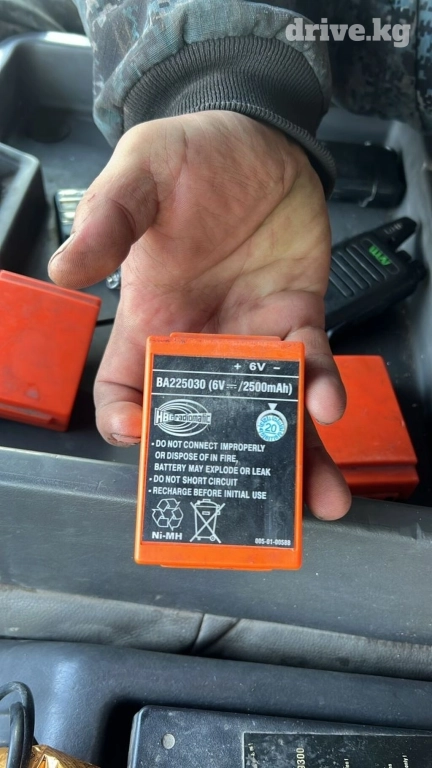 drive.kg
+ 6V -
BA225030 (6V ⎓ /2500mAh)
HBC-radiomatic
20
• DO NOT CONNECT IMPROPERLY
OR DISPOSE OF IN FIRE,
BATTERY MAY EXPLODE OR LEAK
• DO NOT SHORT CIRCUIT
• RECHARGE BEFORE INITIAL USE
Ni-MH
005-01-00508